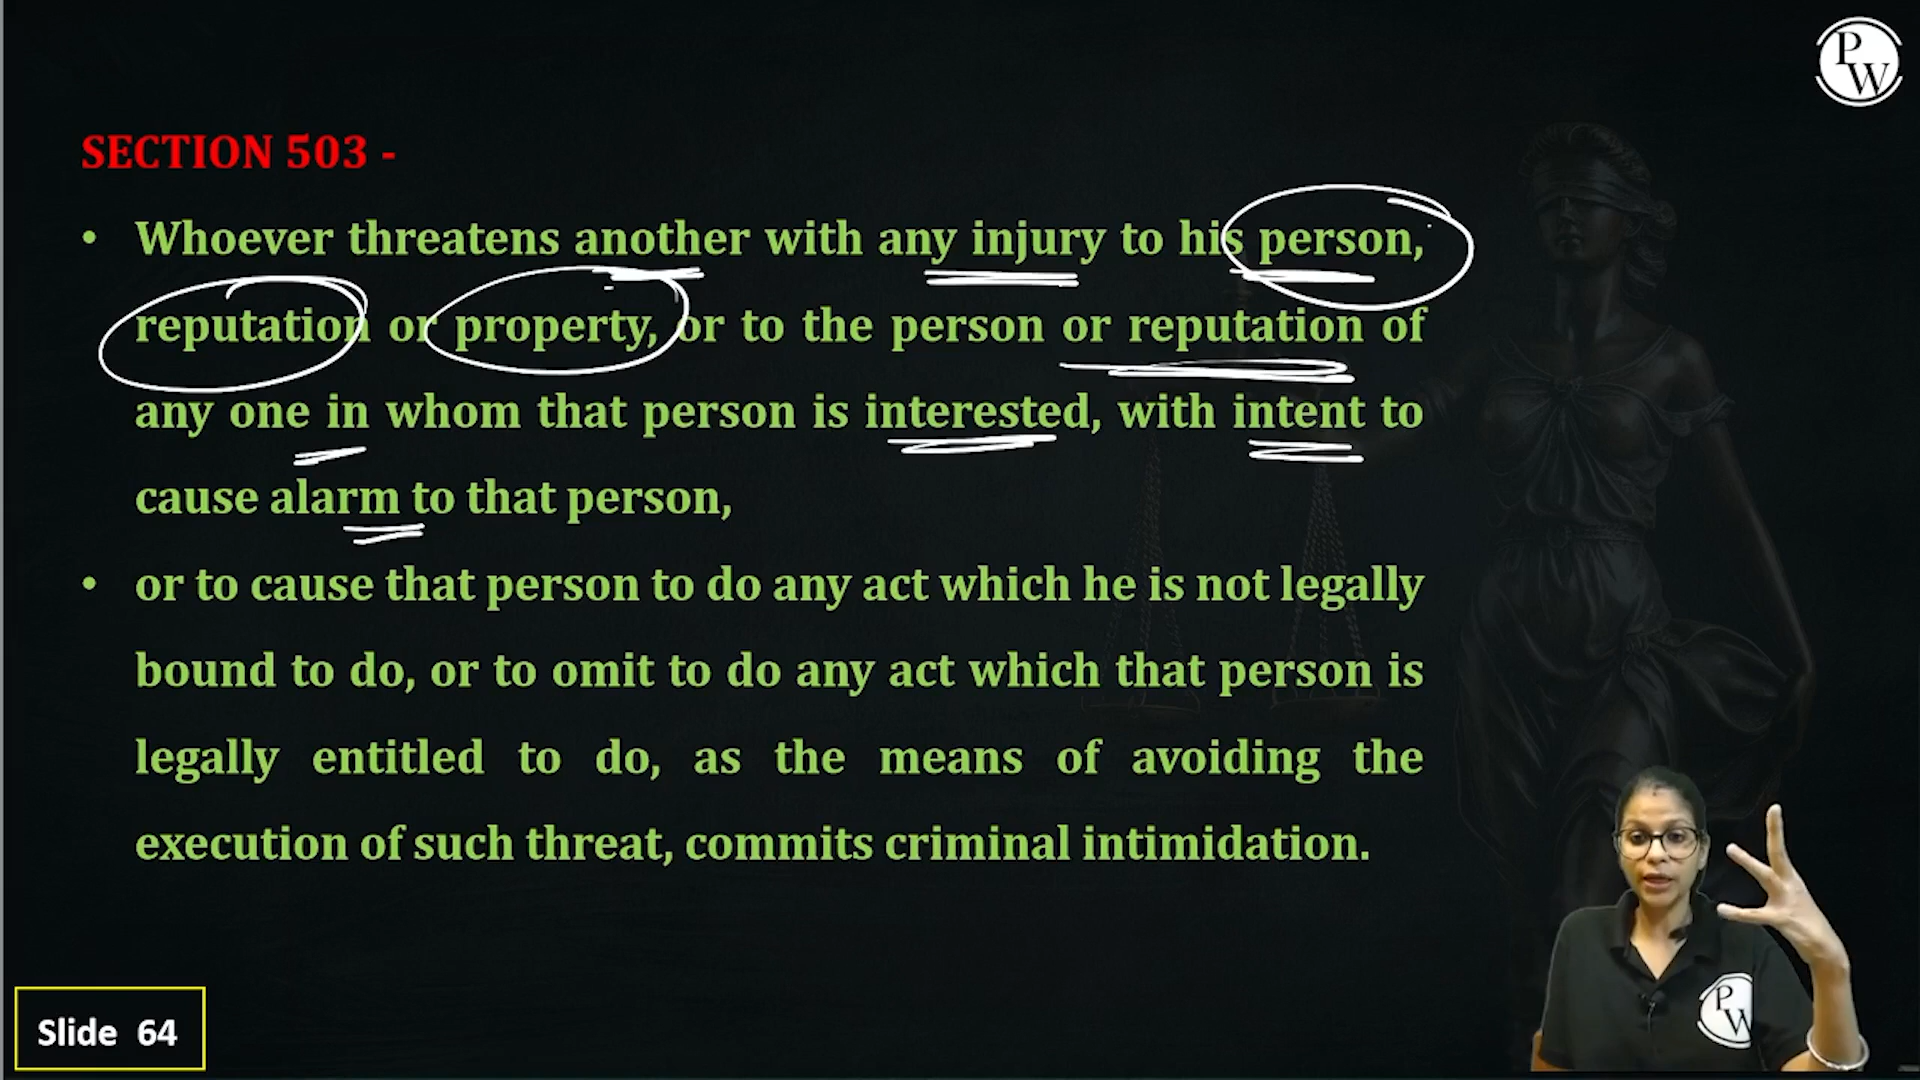 PW
SECTION 503 -
• Whoever threatens another with any injury to his person,
reputation or property, or to the person or reputation of
any one in whom that person is interested, with intent to
cause alarm to that person,
• or to cause that person to do any act which he is not legally
bound to do, or to omit to do any act which that person is
legally entitled to do, as the means of avoiding the
execution of such threat, commits criminal intimidation.
PW
Slide 64